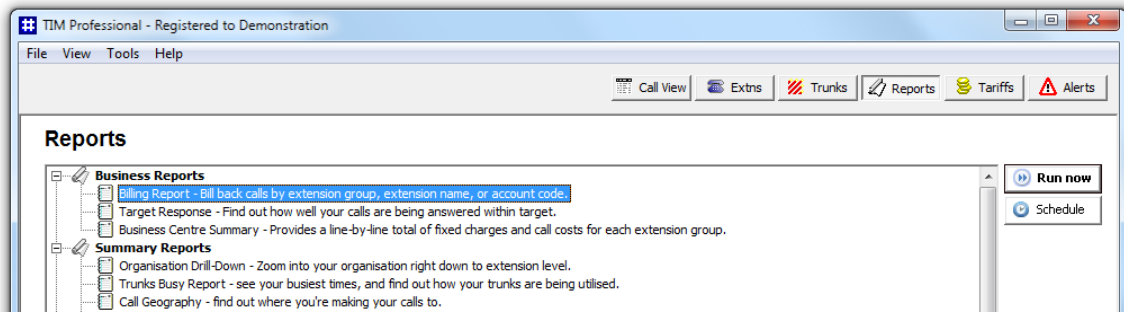 TIM Professional - Registered to Demonstration
File View Tools Help
Call View Extns Trunks Reports Tariffs Alerts
Reports
Business Reports
Billing Report - Bill back calls by extension group, extension name, or account code.
Run now
Target Response - Find out how well your calls are being answered within target.
Schedule
Business Centre Summary - Provides a line-by-line total of fixed charges and call costs for each extension group.
Summary Reports
Organisation Drill-Down - Zoom into your organisation right down to extension level.
Trunks Busy Report - see your busiest times, and find out how your trunks are being utilised.
Call Geography - find out where you're making your calls to.